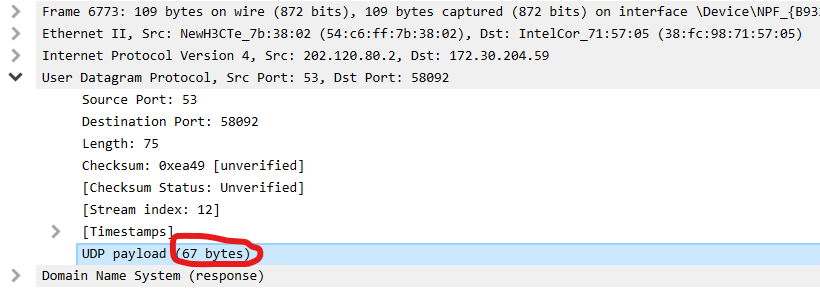 Frame 6773: 109 bytes on wire (872 bits), 109 bytes captured (872 bits) on interface \Device\NPF_{B93
Ethernet II, Src: NewH3CTe_7b:38:02 (54:c6:ff:7b:38:02), Dst: IntelCor_71:57:05 (38:fc:98:71:57:05)
Internet Protocol Version 4, Src: 202.120.80.2, Dst: 172.30.204.59
User Datagram Protocol, Src Port: 53, Dst Port: 58092
Source Port: 53
Destination Port: 58092
Length: 75
Checksum: 0xea49 [unverified]
[Checksum Status: Unverified]
[Stream index: 12]
[Timestamps]
UDP payload (67 bytes)
Domain Name System (response)